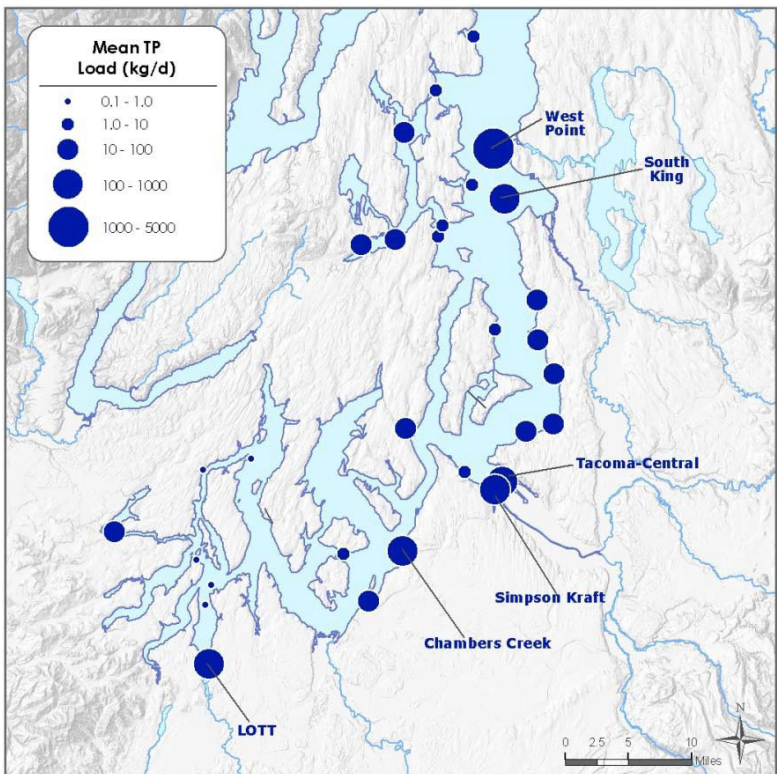 Mean TP
Load (kg/d)
0.1 - 1.0
1.0 - 10
10 - 100
100 - 1000
1000 - 5000
West
Point
South
King
Tacoma-Central
Simpson Kraft
Chambers Creek
LOTT
N
0 2.5 5 10
Miles